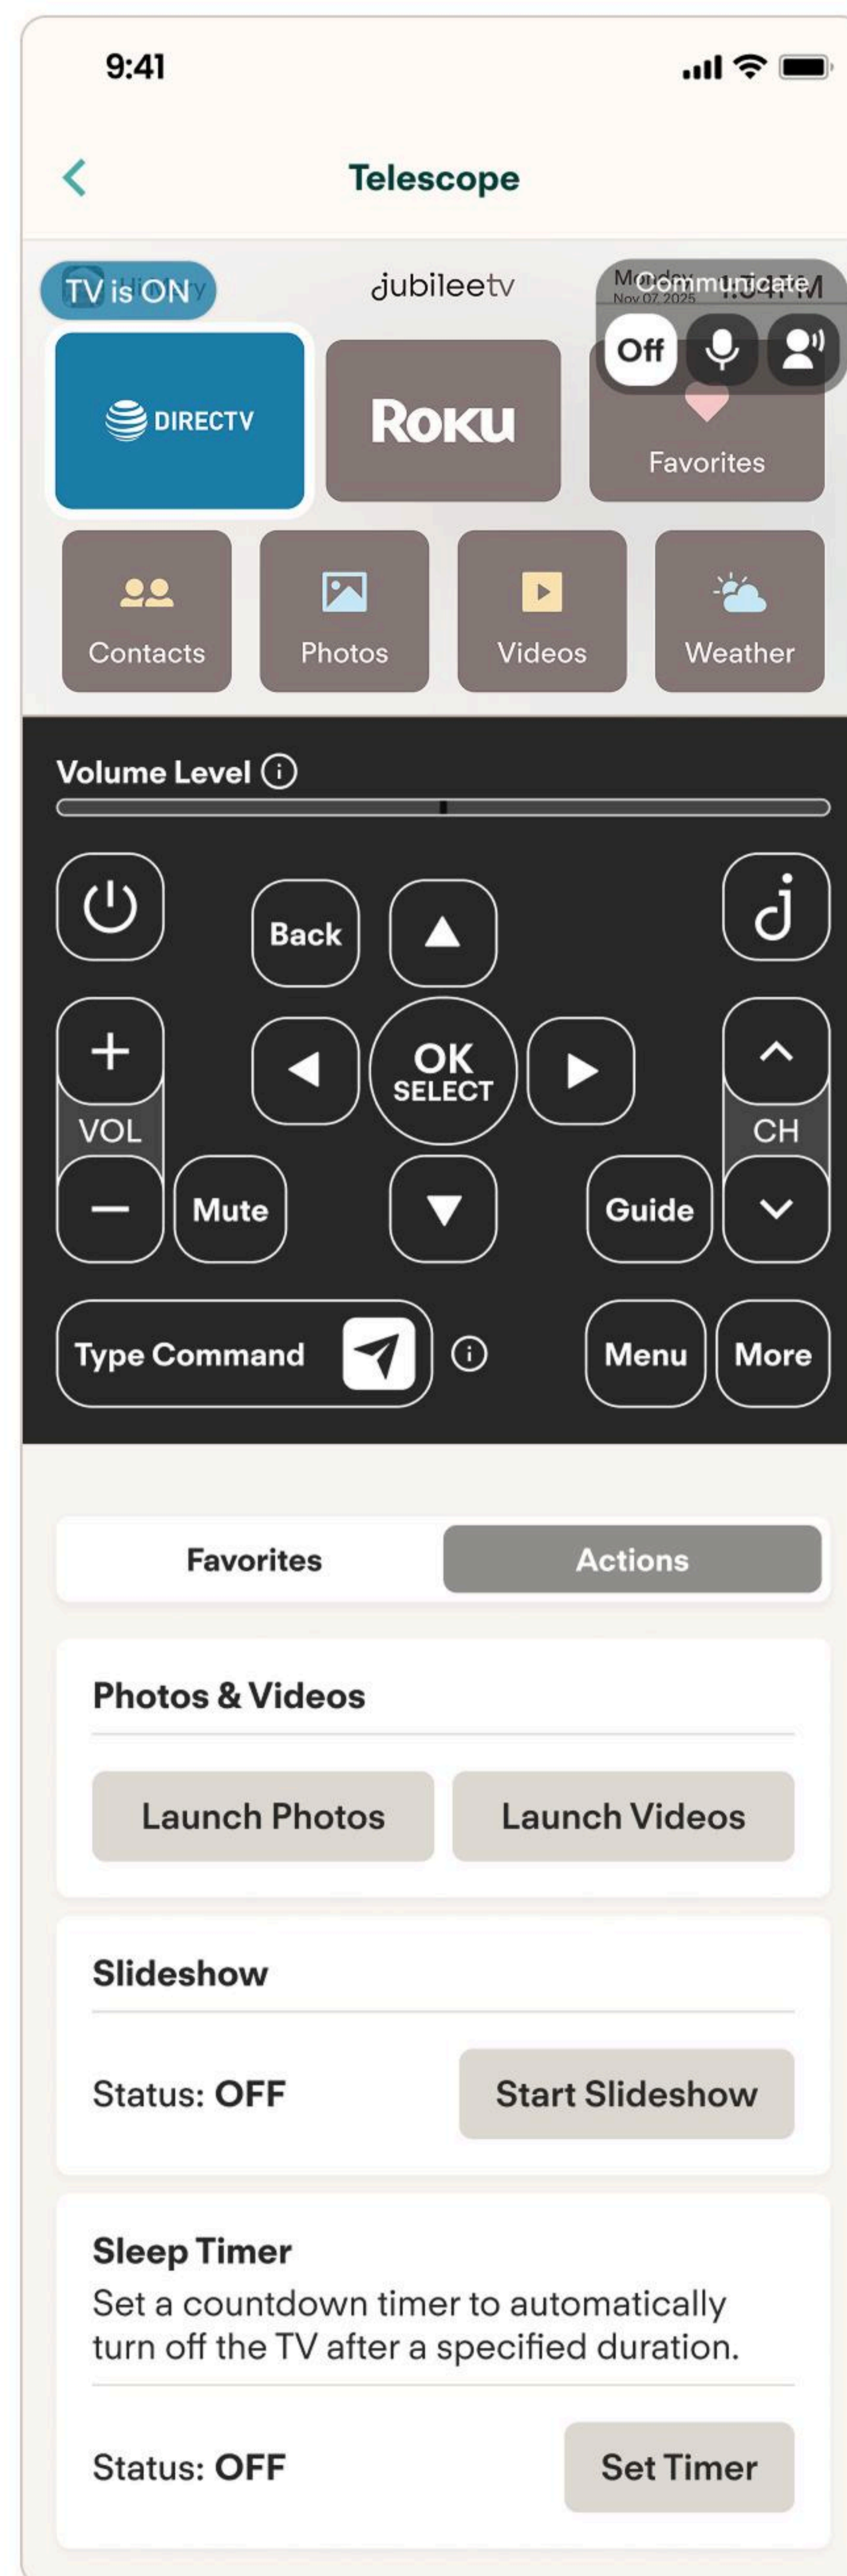 9:41
Telescope
TV is ON
jubileetv
Monday
Nov 07, 2025
Communicate
Off
DIRECTV
ROKU
Favorites
Contacts
Photos
Videos
Weather
Volume Level
Back
OK
SELECT
VOL
CH
Mute
Guide
Type Command
Menu
More
Favorites
Actions
Photos & Videos
Launch Photos
Launch Videos
Slideshow
Status: OFF
Start Slideshow
Sleep Timer
Set a countdown timer to automatically
turn off the TV after a specified duration.
Status: OFF
Set Timer